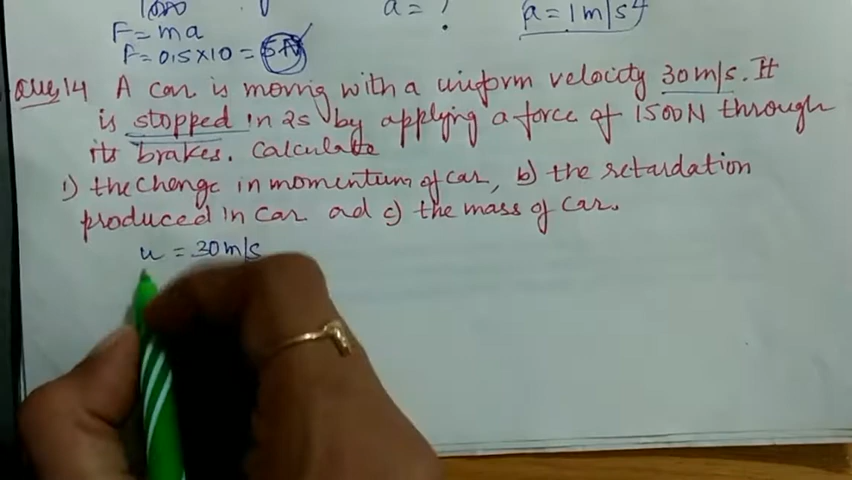 1000
a = ?
a = 1 m/s²
F = ma
F = 0.5 × 10 = 5N
Ques 14 A car is moving with a uniform velocity 30 m/s. It
is stopped in 2s by applying a force of 1500N through
its brakes. Calculate
i) the change in momentum of car, b) the retardation
produced in car ad c) the mass of car.
u = 30 m/s